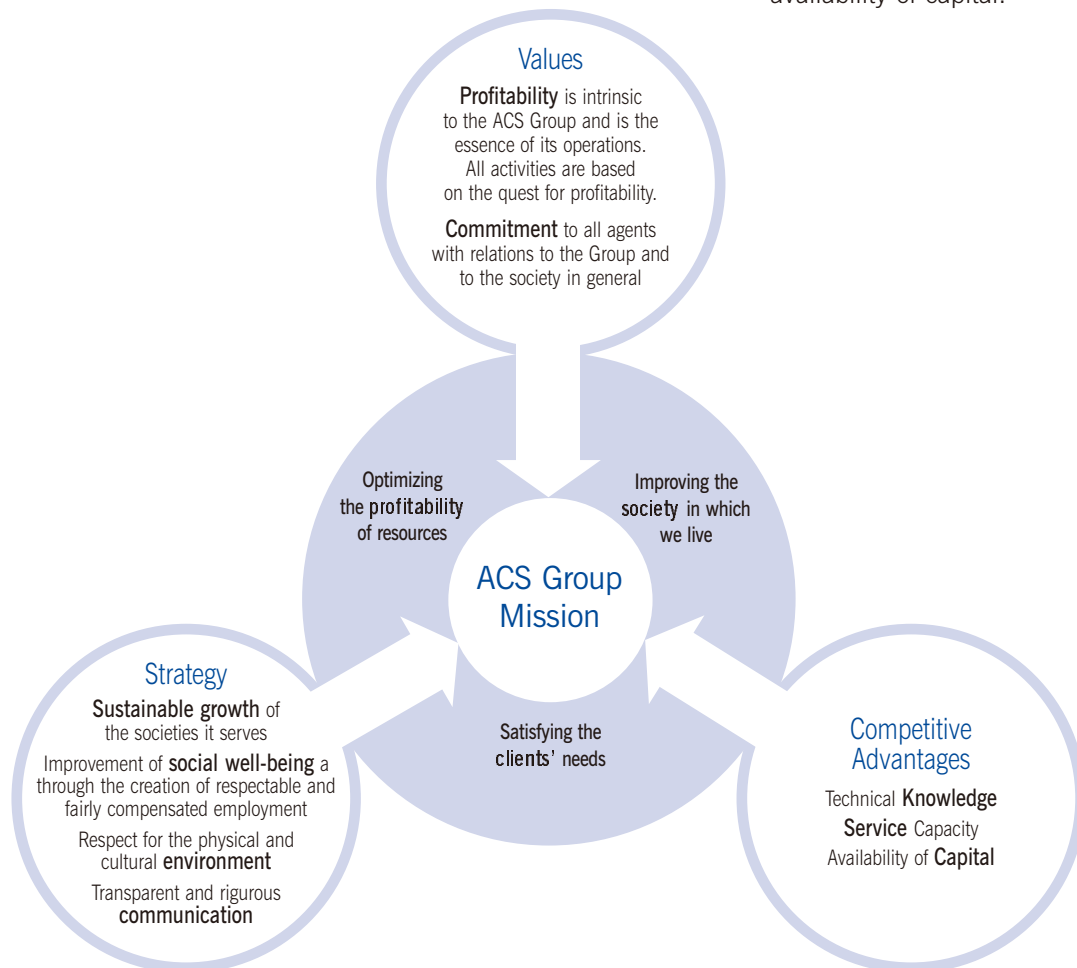 availability of capital.
Values
Profitability is intrinsic
to the ACS Group and is the
essence of its operations.
All activities are based
on the quest for profitability.
Commitment to all agents
with relations to the Group and
to the society in general
Optimizing
the profitability
of resources
Improving the
society in which
we live
ACS Group
Mission
Satisfying the
clients' needs
Strategy
Sustainable growth of
the societies it serves
Improvement of social well-being a
through the creation of respectable and
fairly compensated employment
Respect for the physical and
cultural environment
Transparent and rigurous
communication
Competitive
Advantages
Technical Knowledge
Service Capacity
Availability of Capital